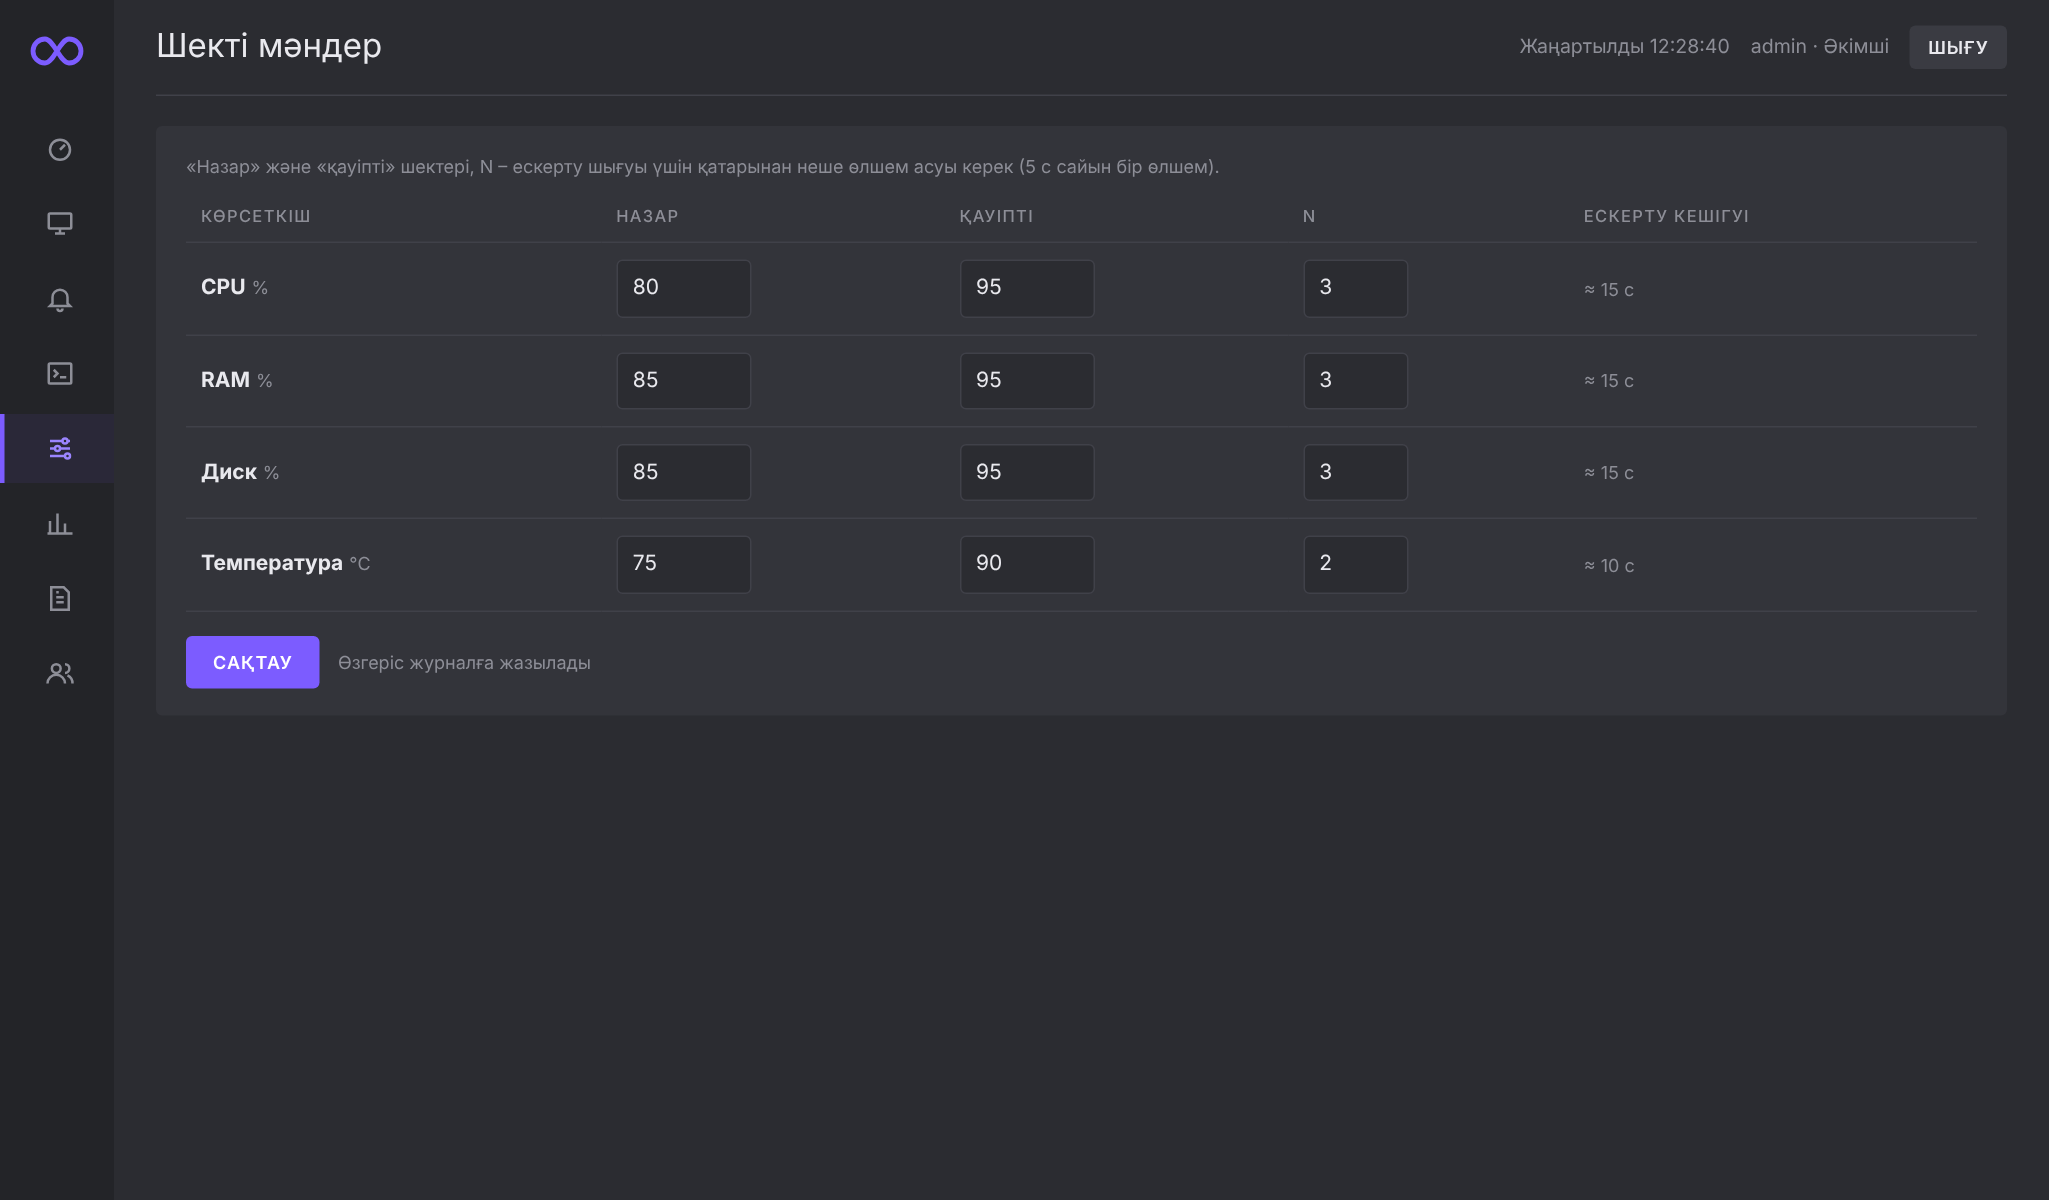 Шекті мәндер
Жаңартылды 12:28:40 admin · Әкімші ШЫҒУ
«Назар» және «қауіпті» шектері, N – ескерту шығуы үшін қатарынан неше өлшем асуы керек (5 с сайын бір өлшем).
КӨРСЕТКІШ НАЗАР ҚАУІПТІ N ЕСКЕРТУ КЕШІГУІ
CPU % 80 95 3 ≈ 15 с
RAM % 85 95 3 ≈ 15 с
Диск % 85 95 3 ≈ 15 с
Температура °C 75 90 2 ≈ 10 с
САҚТАУ Өзгеріс журналға жазылады